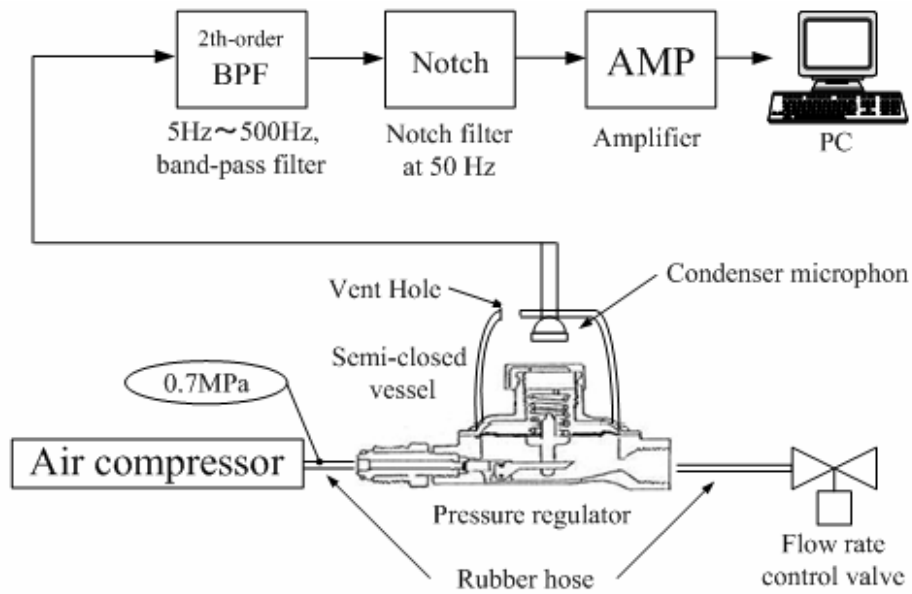 2th-order
BPF
Notch
AMP
5Hz～500Hz,
band-pass filter
Notch filter
at 50 Hz
Amplifier
PC
Vent Hole
Condenser microphon
Semi-closed
vessel
0.7MPa
Air compressor
Pressure regulator
Rubber hose
Flow rate
control valve